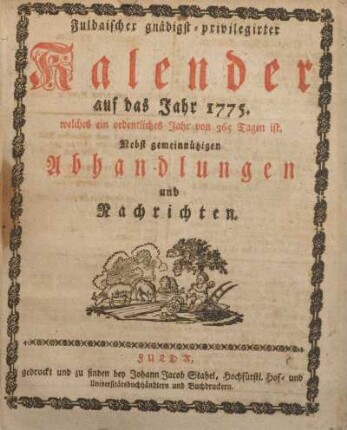 Fuldaischer gnädigst-privilegirter
Kalender
auf das Jahr 1775.
welches ein ordentliches Jahr von 365 Tagen ist.
Nebst gemeinnützigen
Abhandlungen
und
Nachrichten.
FULDA,
gedruckt und zu finden bey Johann Jacob Stahel, Hochfürstl. Hof- und
Universitätsbuchhändlern und Buchdruckern.